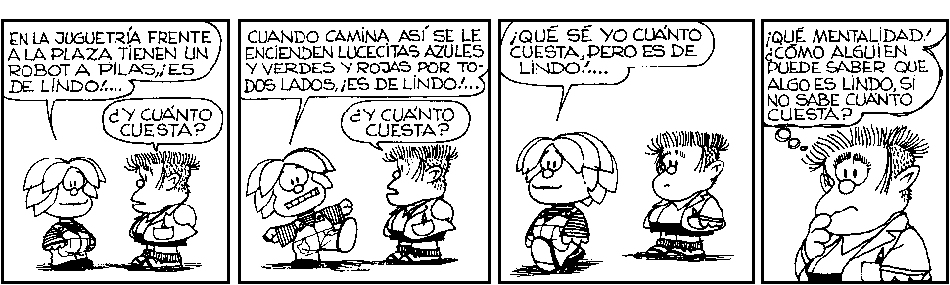 EN LA JUGUETRÍA FRENTE
A LA PLAZA TIENEN UN
ROBOT A PILAS, ¡ES
DE LINDO!....
¿Y CUÁNTO
CUESTA?
CUANDO CAMINA ASÍ SE LE
ENCIENDEN LUCECITAS AZULES
Y VERDES Y ROJAS POR TO-
DOS LADOS, ¡ES DE LINDO!...
¿Y CUÁNTO
CUESTA?
¡QUÉ SÉ YO CUÁNTO
CUESTA, PERO ES DE
LINDO!....
¡QUÉ MENTALIDAD!
¿CÓMO ALGUIEN
PUEDE SABER QUE
ALGO ES LINDO, SI
NO SABE CUÁNTO
CUESTA?